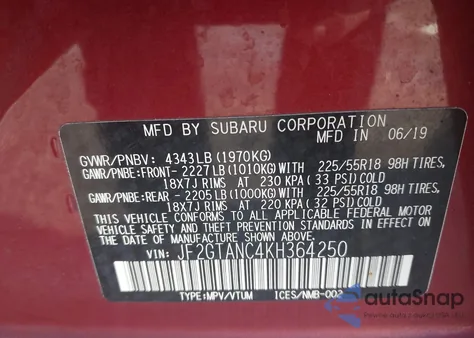 MFD BY SUBARU CORPORATION
MFD IN 06/19
GVWR/PNBV: 4343LB (1970KG)
GAWR/PNBE:FRONT- 2227LB (1010KG)WITH 225/55R18 98H TIRES,
18X7J RIMS AT 230 KPA (33 PSI)COLD
GAWR/PNBE:REAR - 2205LB (1000KG)WITH 225/55R18 98H TIRES,
18X7J RIMS AT 220 KPA (32 PSI)COLD
THIS VEHICLE CONFORMS TO ALL APPLICABLE FEDERAL MOTOR
VEHICLE SAFETY STANDARDS IN EFFECT ON THE DATE OF
MANUFACTURE SHOWN ABOVE.
VIN: JF2GTANC4KH364250
TYPE:MPV/VTUM ICES/NMB-002
autoSnap